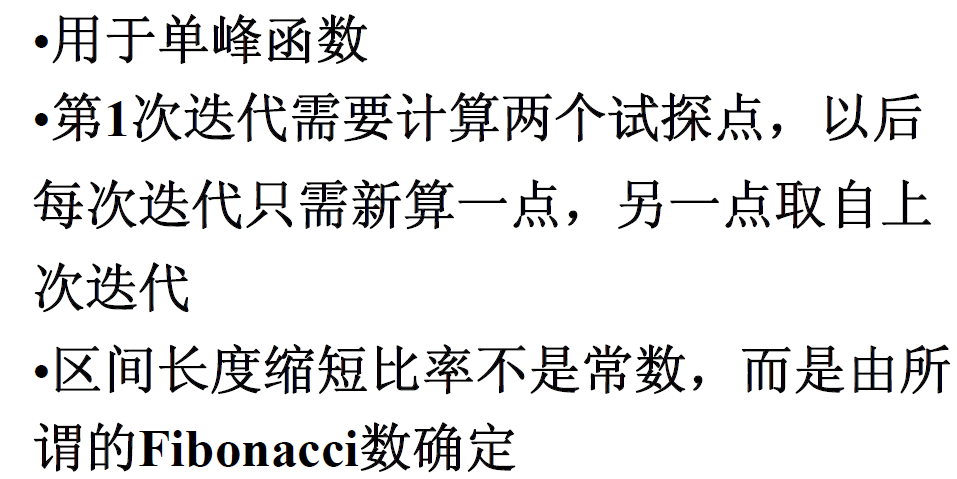 •用于单峰函数
•第1次迭代需要计算两个试探点，以后
每次迭代只需新算一点，另一点取自上
次迭代
•区间长度缩短比率不是常数，而是由所
谓的Fibonacci数确定